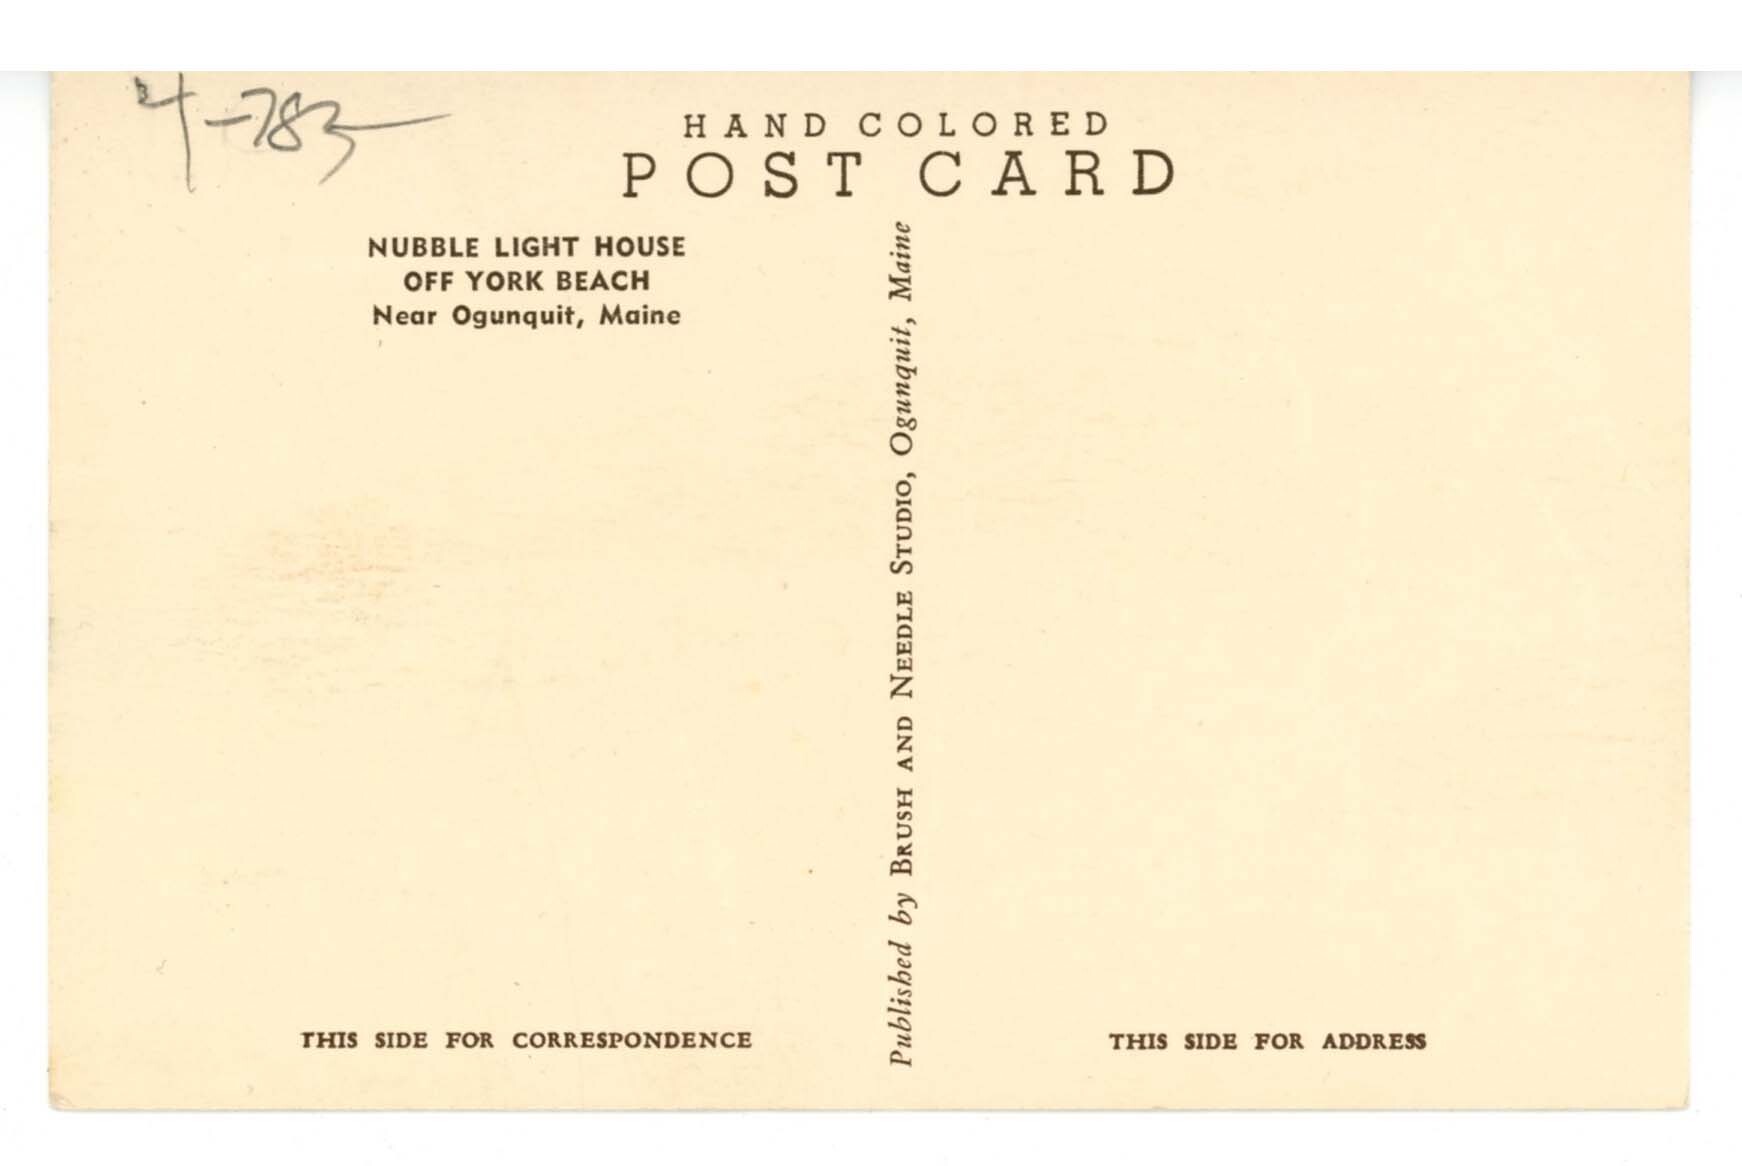 4-783
HAND COLORED
POST CARD
NUBBLE LIGHT HOUSE
OFF YORK BEACH
Near Ogunquit, Maine
Published by BRUSH AND NEEDLE STUDIO, Ogunquit, Maine
THIS SIDE FOR CORRESPONDENCE
THIS SIDE FOR ADDRESS